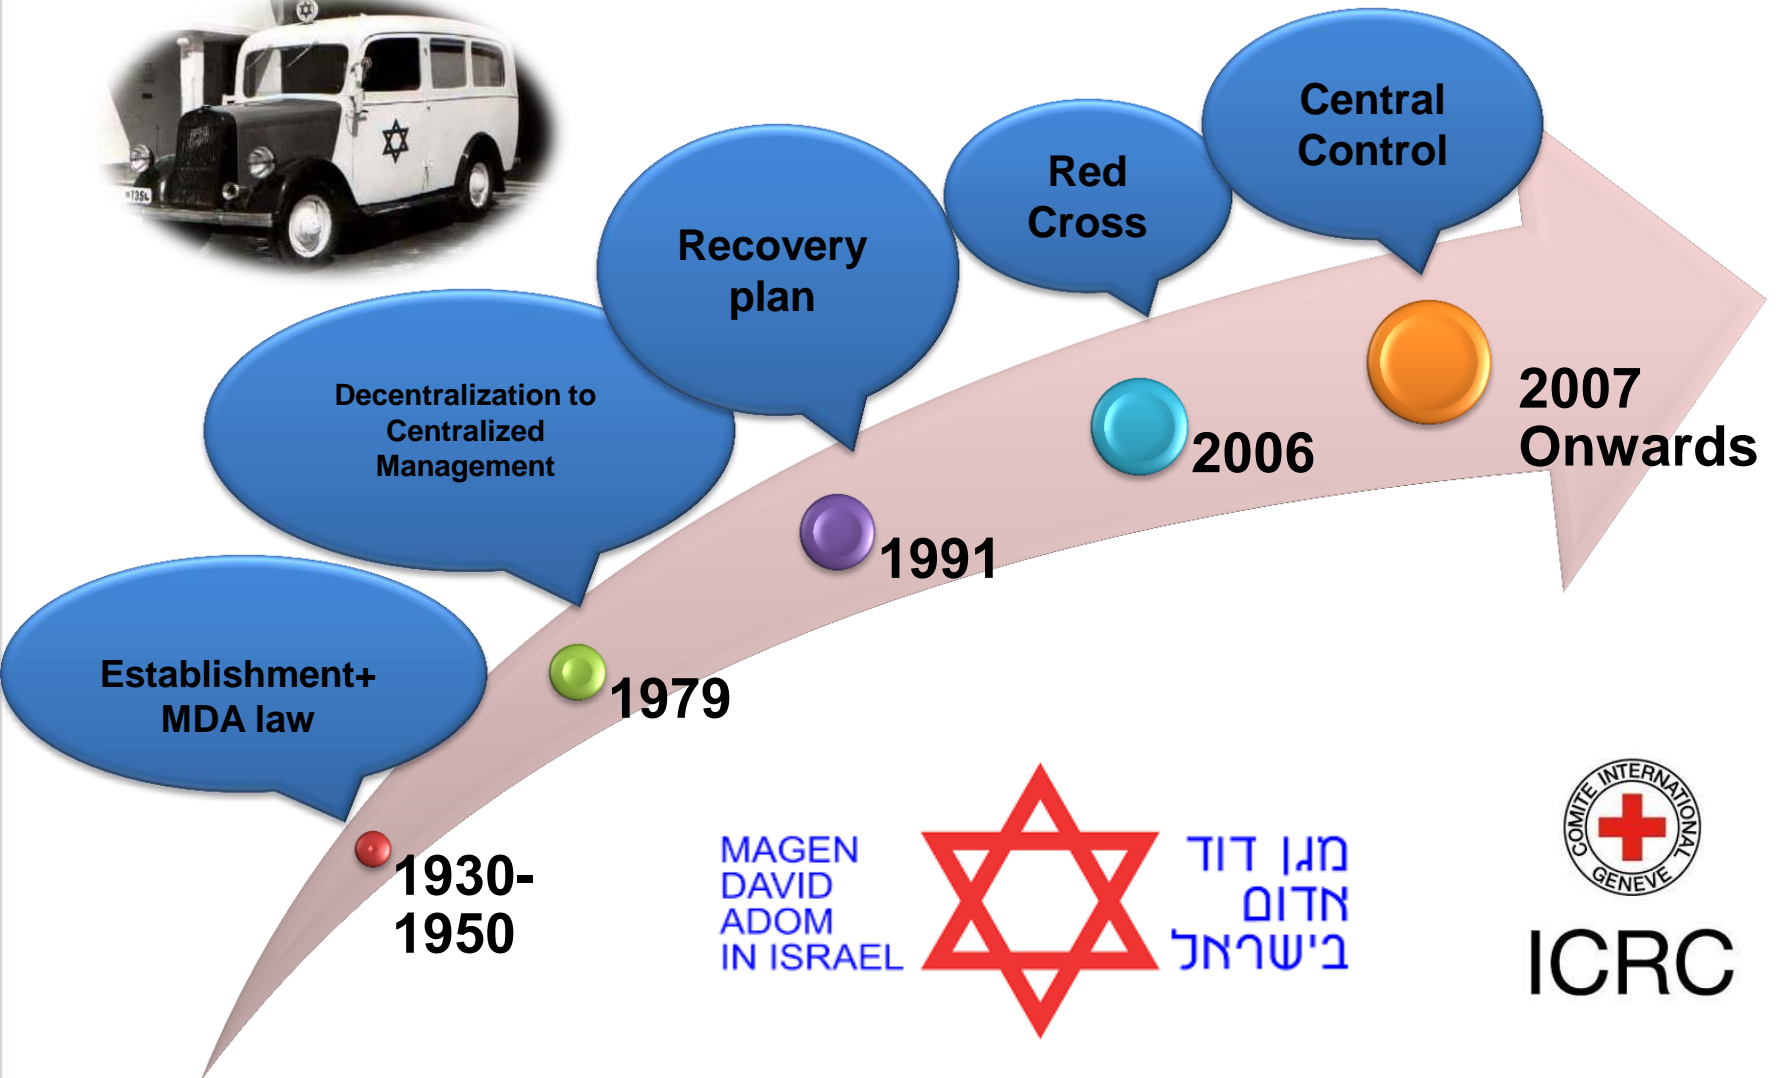 Central
Control
Red
Cross
Recovery
plan
Decentralization to
Centralized
Management
Establishment+
MDA law
2007
Onwards
2006
1991
1979
1930-
1950
MAGEN
DAVID
ADOM
IN ISRAEL
מגן דוד
אדום
בישראל
COMITE INTERNATIONAL
GENEVE
ICRC